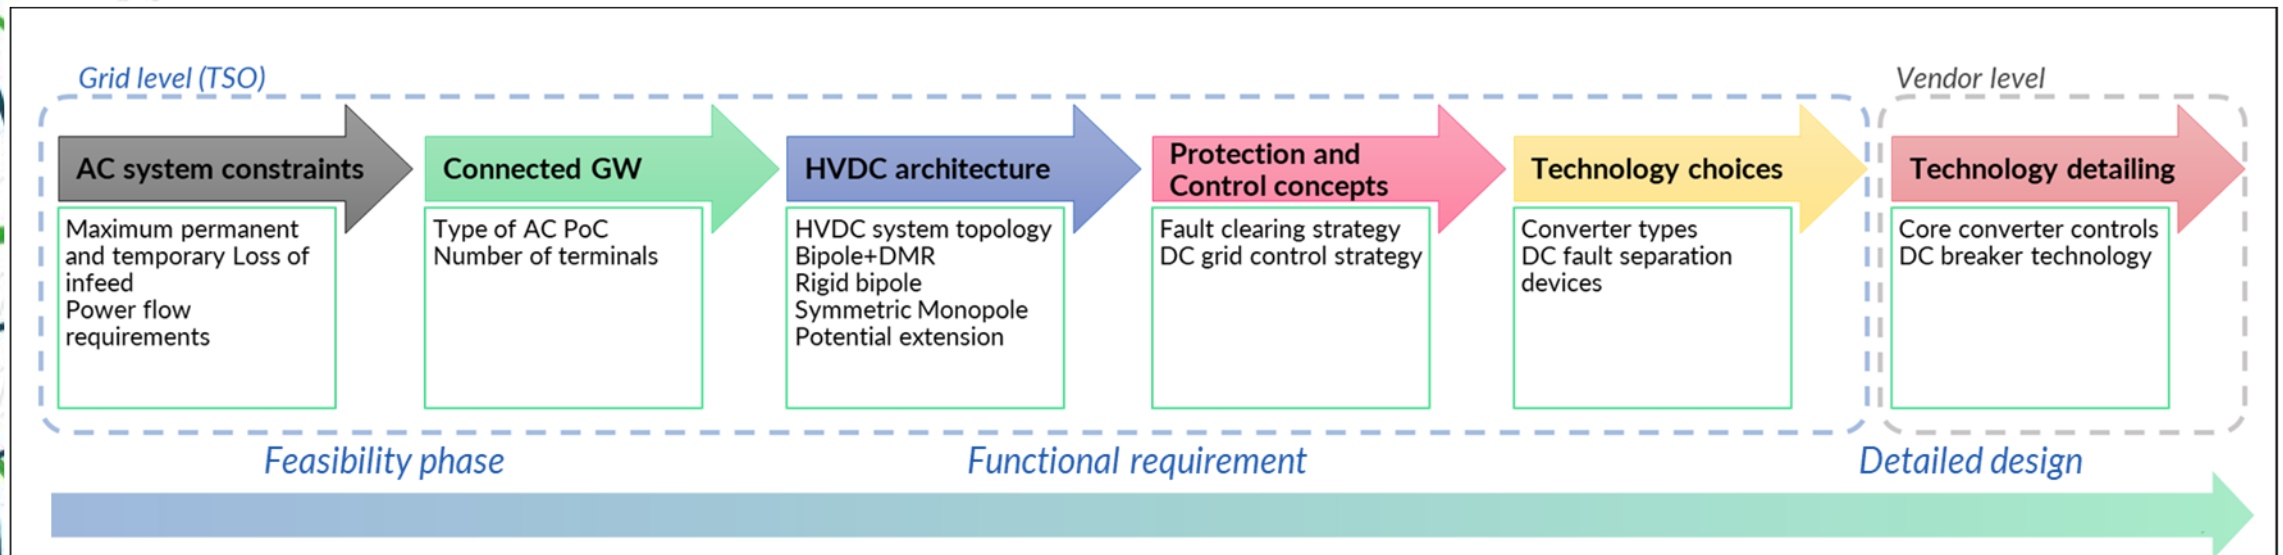 Grid level (TSO)
Vendor level
AC system constraints
Maximum permanent
and temporary Loss of
infeed
Power flow
requirements
Connected GW
Type of AC PoC
Number of terminals
HVDC architecture
HVDC system topology
Bipole+DMR
Rigid bipole
Symmetric Monopole
Potential extension
Protection and
Control concepts
Fault clearing strategy
DC grid control strategy
Technology choices
Converter types
DC fault separation
devices
Technology detailing
Core converter controls
DC breaker technology
Feasibility phase
Functional requirement
Detailed design